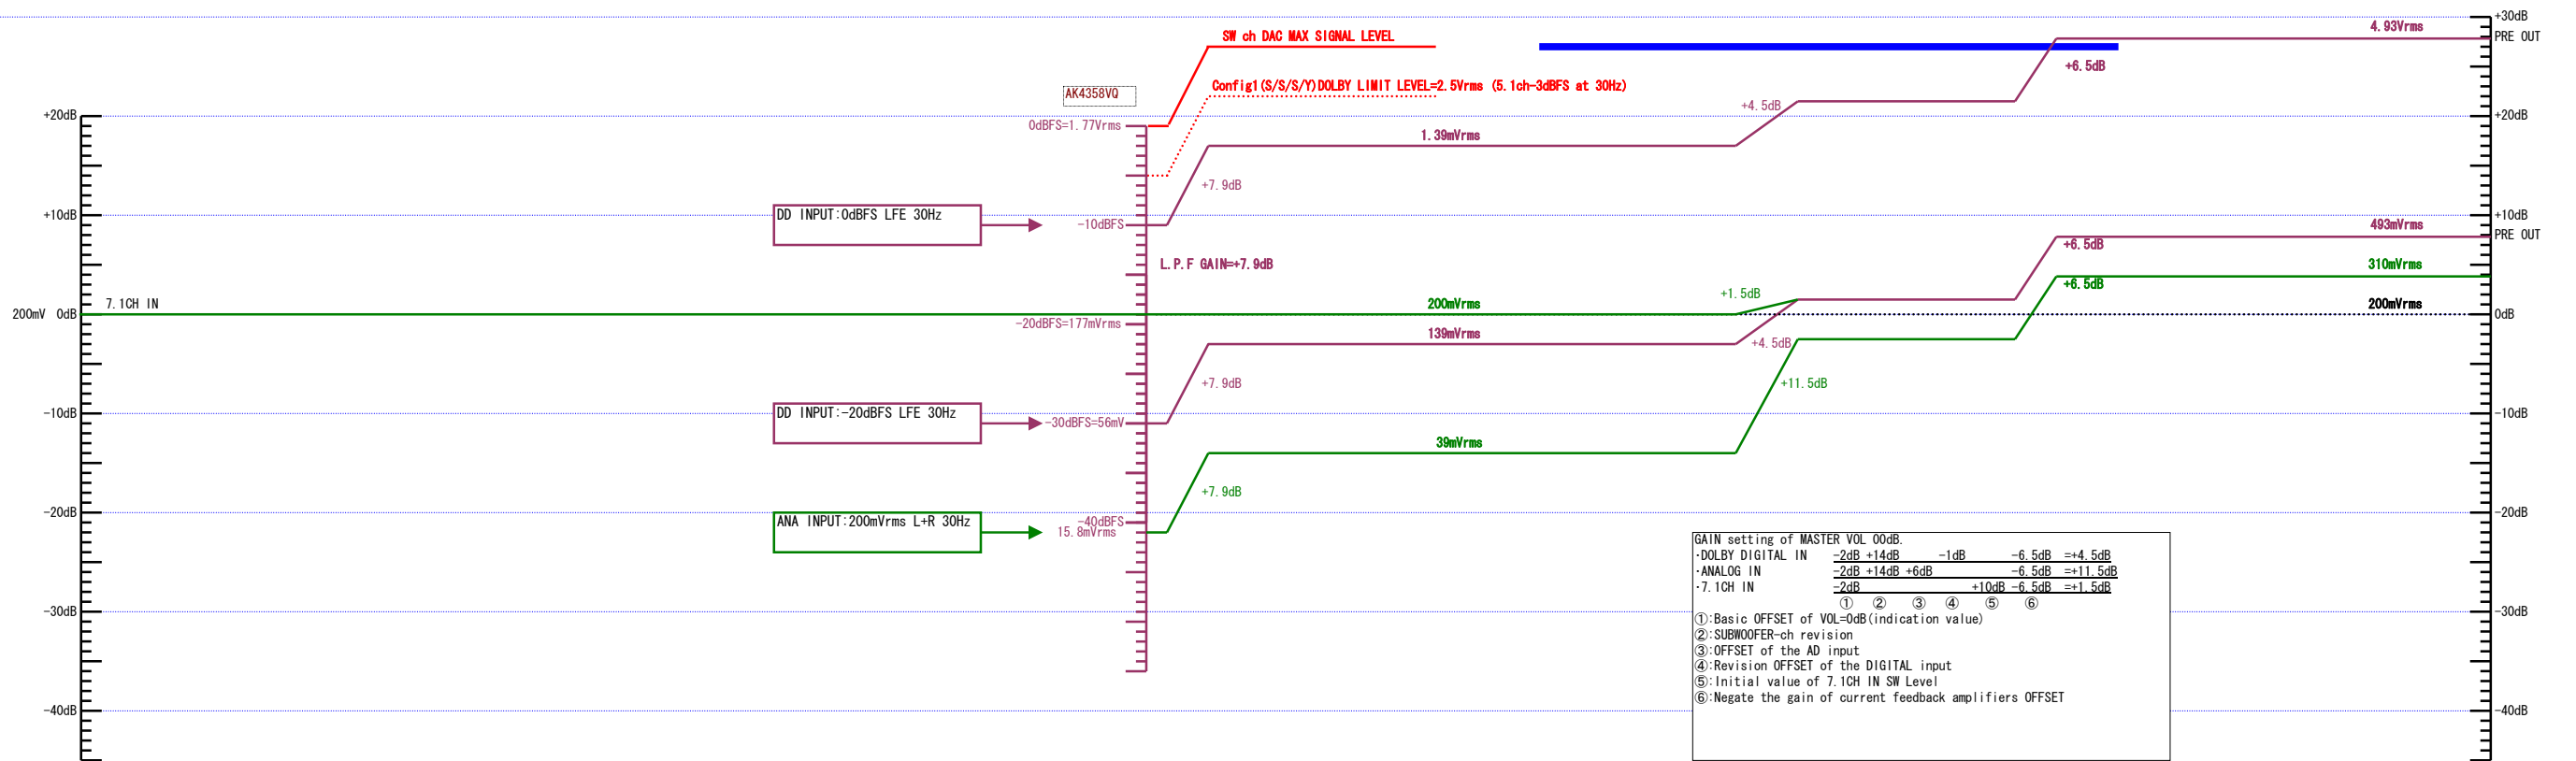 +30dB
4.93Vrms
PRE OUT
SW ch DAC MAX SIGNAL LEVEL
+6.5dB
Config1(S/S/S/Y)DOLBY LIMIT LEVEL=2.5Vrms (5.1ch-3dBFS at 30Hz)
AK4358VQ
+4.5dB
+20dB
+20dB
0dBFS=1.77Vrms
1.39mVrms
+7.9dB
+10dB
DD INPUT:0dBFS LFE 30Hz
-10dBFS
+10dB
493mVrms
PRE OUT
+6.5dB
L.P.F GAIN=+7.9dB
310mVrms
+6.5dB
+1.5dB
7.1CH IN
200mVrms
200mVrms
200mV 0dB
0dB
-20dBFS=177mVrms
139mVrms
+4.5dB
+7.9dB
+11.5dB
-10dB
DD INPUT:-20dBFS LFE 30Hz
-30dBFS=56mV
-10dB
39mVrms
+7.9dB
-20dB
ANA INPUT:200mVrms L+R 30Hz
-40dBFS
15.8mVrms
-20dB
GAIN setting of MASTER VOL 00dB.
·DOLBY DIGITAL IN -2dB +14dB -1dB -6.5dB =+4.5dB
·ANALOG IN -2dB +14dB +6dB -6.5dB =+11.5dB
·7.1CH IN -2dB +10dB -6.5dB =+1.5dB
① ② ③ ④ ⑤ ⑥
①:Basic OFFSET of VOL=0dB(indication value)
②:SUBWOOFER-ch revision
③:OFFSET of the AD input
④:Revision OFFSET of the DIGITAL input
⑤:Initial value of 7.1CH IN SW Level
⑥:Negate the gain of current feedback amplifiers OFFSET
-30dB
-30dB
-40dB
-40dB